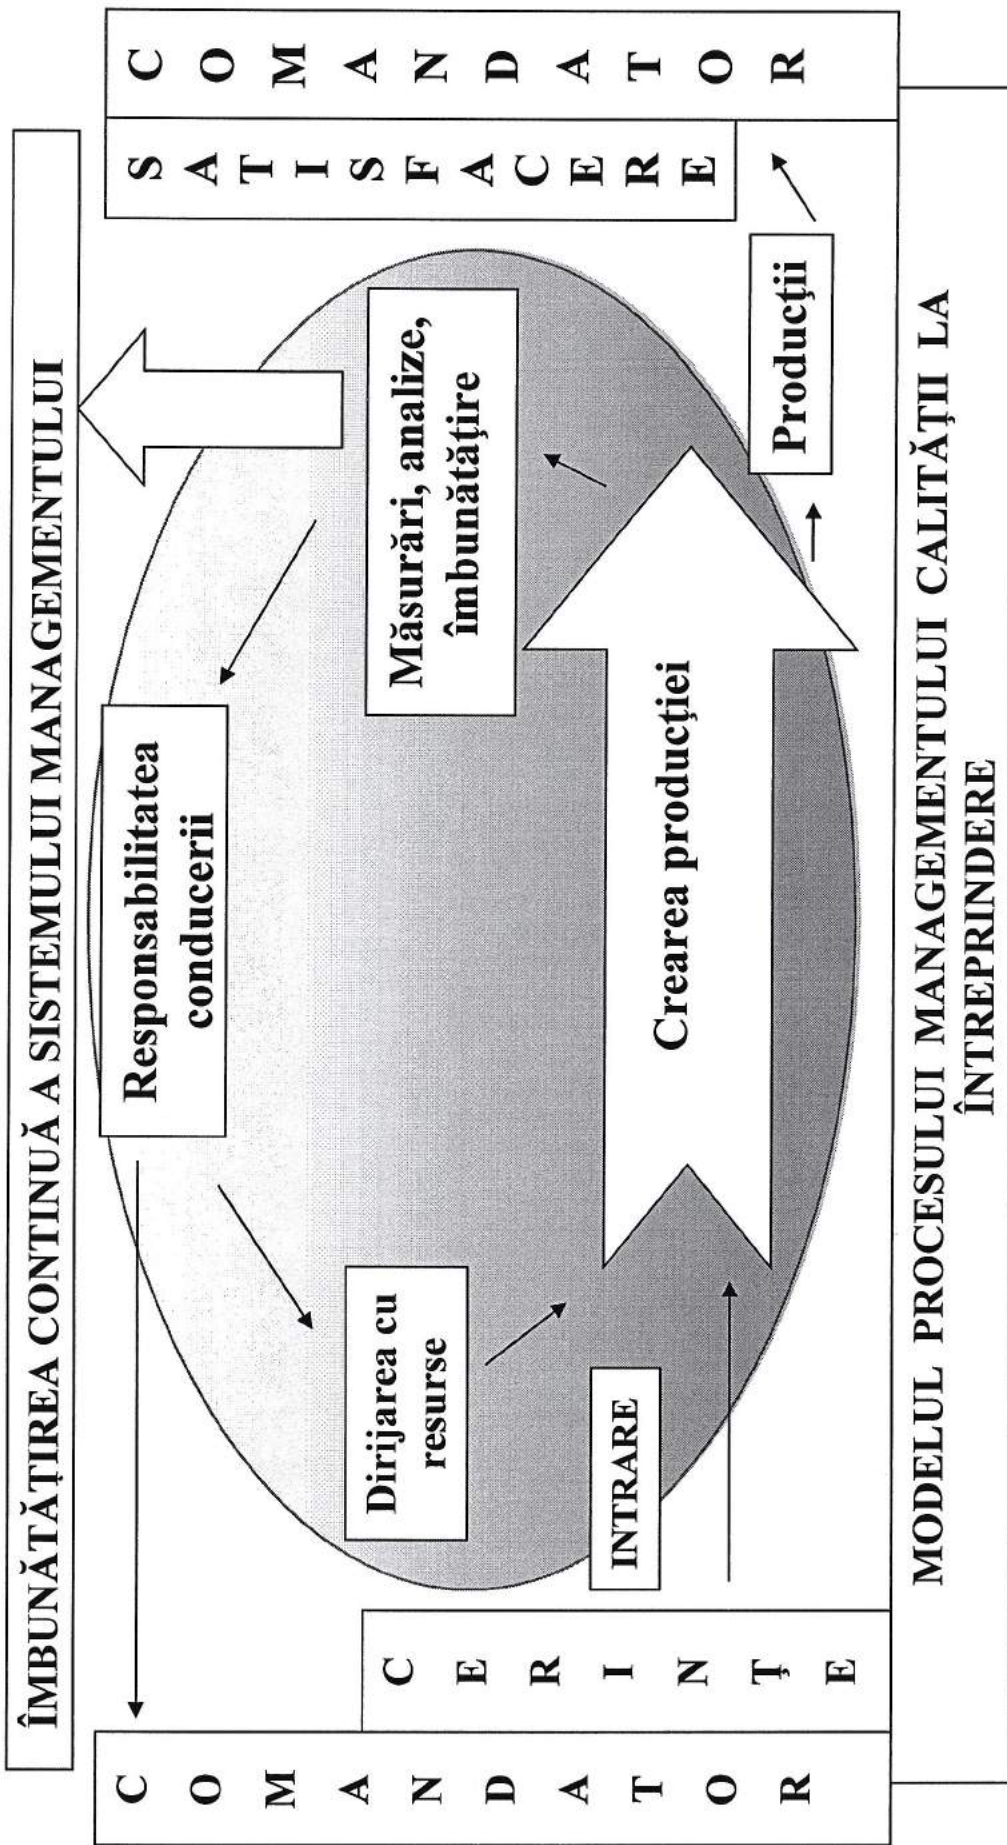 ÎMBUNĂTĂȚIREA CONTINUĂ A SISTEMULUI MANAGEMENTULUI
COMANDATOR
CERINȚE
Responsabilitatea
conducerii
Dirijarea cu
resurse
Măsurări, analize,
îmbunătățire
INTRARE
Crearea producției
Producții
SATISFACERE
COMANDATOR
MODELUL PROCESULUI MANAGEMENTULUI CALITĂȚII LA
ÎNTREPRINDERE